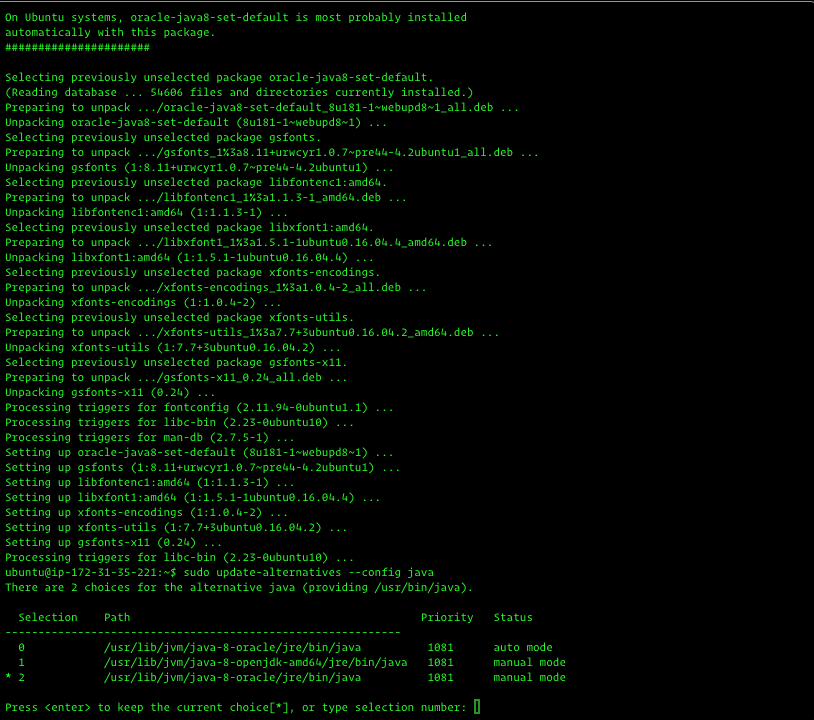 On Ubuntu systems, oracle-java8-set-default is most probably installed
automatically with this package.
######################
Selecting previously unselected package oracle-java8-set-default.
(Reading database ... 54606 files and directories currently installed.)
Preparing to unpack .../oracle-java8-set-default_8u181-1~webupd8~1_all.deb ...
Unpacking oracle-java8-set-default (8u181-1~webupd8~1) ...
Selecting previously unselected package gsfonts.
Preparing to unpack .../gsfonts_1%3a8.11+urwcyr1.0.7~pre44-4.2ubuntu1_all.deb ...
Unpacking gsfonts (1:8.11+urwcyr1.0.7~pre44-4.2ubuntu1) ...
Selecting previously unselected package libfontenc1:amd64.
Preparing to unpack .../libfontenc1_1%3a1.1.3-1_amd64.deb ...
Unpacking libfontenc1:amd64 (1:1.1.3-1) ...
Selecting previously unselected package libxfont1:amd64.
Preparing to unpack .../libxfont1_1%3a1.5.1-1ubuntu0.16.04.4_amd64.deb ...
Unpacking libxfont1:amd64 (1:1.5.1-1ubuntu0.16.04.4) ...
Selecting previously unselected package xfonts-encodings.
Preparing to unpack .../xfonts-encodings_1%3a1.0.4-2_all.deb ...
Unpacking xfonts-encodings (1:1.0.4-2) ...
Selecting previously unselected package xfonts-utils.
Preparing to unpack .../xfonts-utils_1%3a7.7+3ubuntu0.16.04.2_amd64.deb ...
Unpacking xfonts-utils (1:7.7+3ubuntu0.16.04.2) ...
Selecting previously unselected package gsfonts-x11.
Preparing to unpack .../gsfonts-x11_0.24_all.deb ...
Unpacking gsfonts-x11 (0.24) ...
Processing triggers for fontconfig (2.11.94-0ubuntu1.1) ...
Processing triggers for libc-bin (2.23-0ubuntu10) ...
Processing triggers for man-db (2.7.5-1) ...
Setting up oracle-java8-set-default (8u181-1~webupd8~1) ...
Setting up gsfonts (1:8.11+urwcyr1.0.7~pre44-4.2ubuntu1) ...
Setting up libfontenc1:amd64 (1:1.1.3-1) ...
Setting up libxfont1:amd64 (1:1.5.1-1ubuntu0.16.04.4) ...
Setting up xfonts-encodings (1:1.0.4-2) ...
Setting up xfonts-utils (1:7.7+3ubuntu0.16.04.2) ...
Setting up gsfonts-x11 (0.24) ...
Processing triggers for libc-bin (2.23-0ubuntu10) ...
ubuntu@ip-172-31-35-221:~$ sudo update-alternatives --config java
There are 2 choices for the alternative java (providing /usr/bin/java).
  Selection    Path                                            Priority   Status
------------------------------------------------------------
  0            /usr/lib/jvm/java-8-oracle/jre/bin/java          1081      auto mode
  1            /usr/lib/jvm/java-8-openjdk-amd64/jre/bin/java   1081      manual mode
* 2            /usr/lib/jvm/java-8-oracle/jre/bin/java          1081      manual mode
Press <enter> to keep the current choice[*], or type selection number: